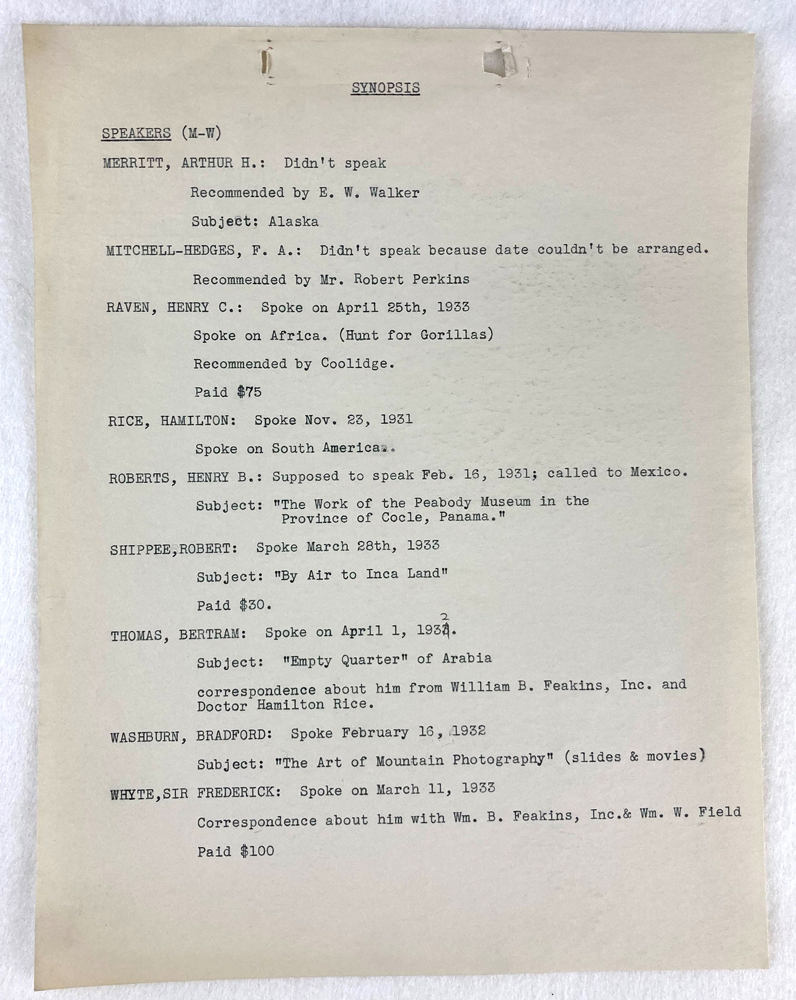 SYNOPSIS
SPEAKERS (M-W)
MERRITT, ARTHUR H.: Didn't speak
Recommended by E. W. Walker
Subject: Alaska
MITCHELL-HEDGES, F. A.: Didn't speak because date couldn't be arranged.
Recommended by Mr. Robert Perkins
RAVEN, HENRY C.: Spoke on April 25th, 1933
Spoke on Africa. (Hunt for Gorillas)
Recommended by Coolidge.
Paid $75
RICE, HAMILTON: Spoke Nov. 23, 1931
Spoke on South America..
ROBERTS, HENRY B.: Supposed to speak Feb. 16, 1931; called to Mexico.
Subject: "The Work of the Peabody Museum in the
Province of Cocle, Panama."
SHIPPEE,ROBERT: Spoke March 28th, 1933
Subject: "By Air to Inca Land"
Paid $30.
THOMAS, BERTRAM: Spoke on April 1, 1932.
Subject: "Empty Quarter" of Arabia
correspondence about him from William B. Feakins, Inc. and
Doctor Hamilton Rice.
WASHBURN, BRADFORD: Spoke February 16, 1932
Subject: "The Art of Mountain Photography" (slides & movies)
WHYTE,SIR FREDERICK: Spoke on March 11, 1933
Correspondence about him with Wm. B. Feakins, Inc.& Wm. W. Field
Paid $100